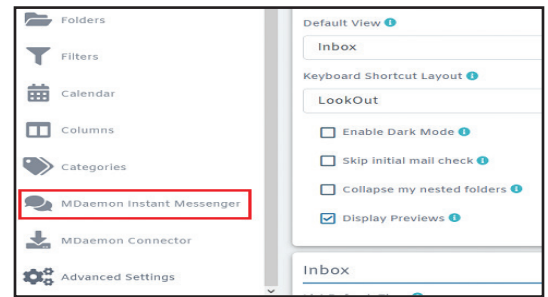 Folders
Filters
Calendar
Columns
Categories
MDaemon Instant Messenger
MDaemon Connector
Advanced Settings
Default View
Inbox
Keyboard Shortcut Layout
LookOut
Enable Dark Mode
Skip initial mail check
Collapse my nested folders
Display Previews
Inbox